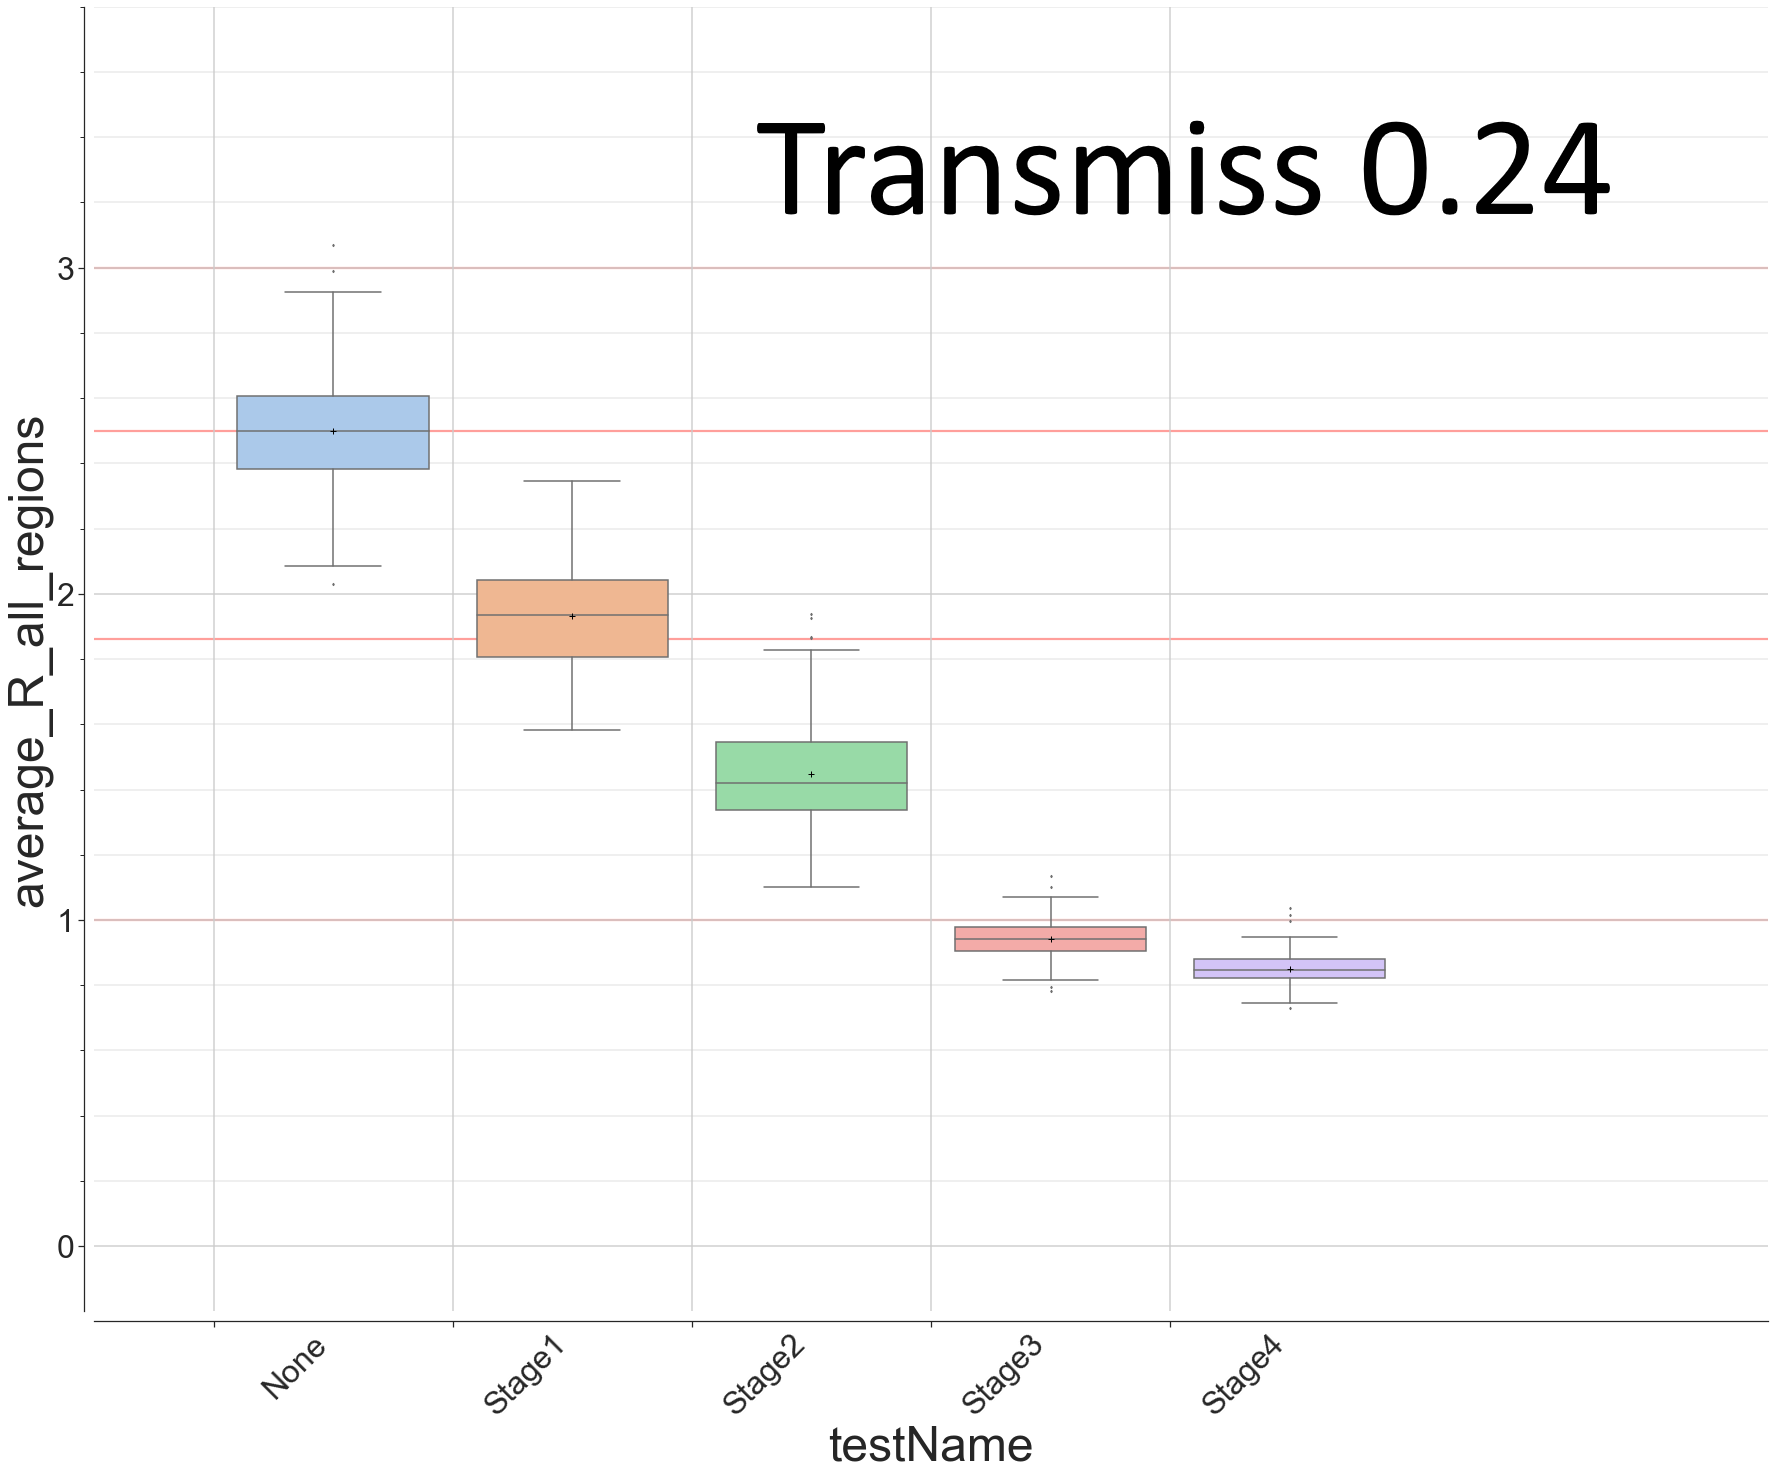 Transmiss 0.24
average_R_all_regions
3
2
1
0
None
Stage1
Stage2
Stage3
Stage4
testName